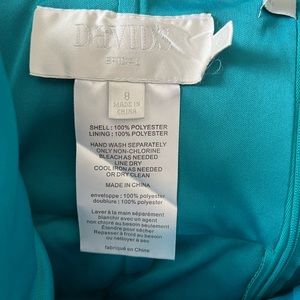 DAVID'S
BRIDAL
8
MADE IN
CHINA
SHELL : 100% POLYESTER
LINING : 100% POLYESTER
HAND WASH SEPARATELY
ONLY NON-CHLORINE
BLEACH AS NEEDED
LINE DRY
COOL IRON AS NEEDED
OR DRY CLEAN
MADE IN CHINA
enveloppe : 100% polyester
doublure : 100% polyester
Laver à la main séparément
blanchir avec un agent
non chloré au besoin seulement
Étendre pour sécher
Repasser à froid au besoin
ou nettoyer à sec
fabriqué en Chine